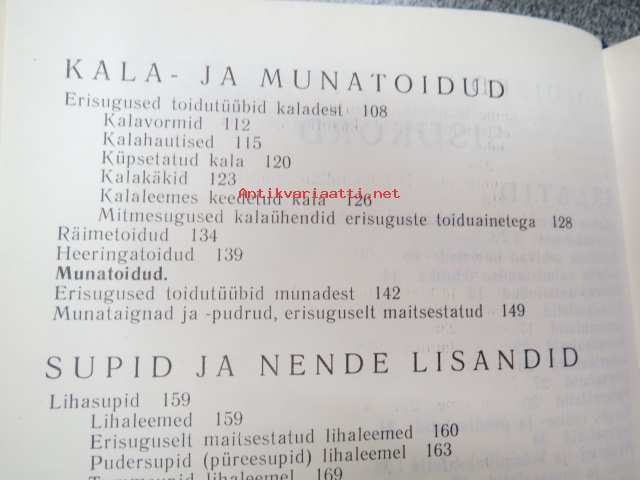 KALA- JA MUNATOIDUD
Erisugused toidutüübid kaladest 108
Kalavormid 112
Kalahautised 115
Küpsetatud kala 120
Kalakäkid 123
Antikvariaatti.net
Kalaleemes keedetud kala 126
Mitmesugused kalaühendid erisuguste toiduainetega 128
Räimetoidud 134
Heeringatoidud 139
Munatoidud.
Erisugused toidutüübid munadest 142
Munataignad ja -pudrud, erisuguselt maitsestatud 149
SUPID JA NENDE LISANDID
Lihasupid 159
Lihaleemed 159
Erisuguselt maitsestatud lihaleemed 160
Pudersupid (püreesupid) lihaleemel 163
lihaleemel 169